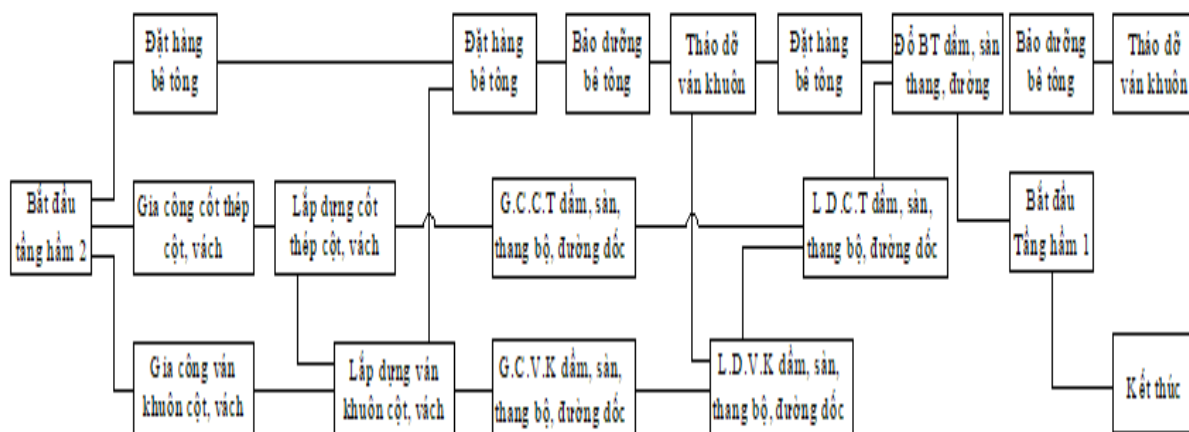 Đặt hàng
bê tông
Đặt hàng
bê tông
Bảo dưỡng
bê tông
Tháo dỡ
ván khuôn
Đặt hàng
bê tông
Đổ BT dầm, sàn
thang, đường
Bảo dưỡng
bê tông
Tháo dỡ
ván khuôn
Bắt đầu
tầng hầm 2
Gia công cốt thép
cột, vách
Lắp dựng cốt
thép cột, vách
G.C.C.T dầm, sàn,
thang bộ, đường dốc
L.D.C.T dầm, sàn,
thang bộ, đường dốc
Bắt đầu
Tầng hầm 1
Gia công ván
khuôn cột, vách
Lắp dựng ván
khuôn cột, vách
G.C.V.K dầm, sàn,
thang bộ, đường dốc
L.D.V.K dầm, sàn,
thang bộ, đường dốc
Kết thúc